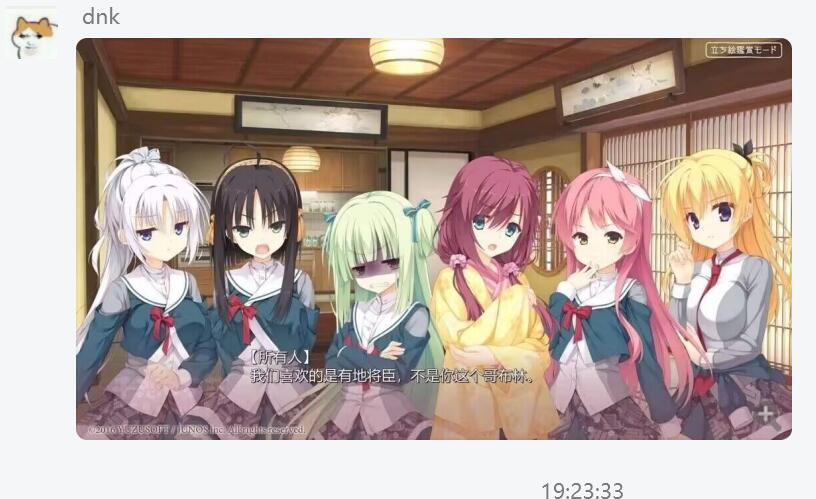 dnk
立ち絵鑑賞モード
【所有人】
我们喜欢的是有地将臣，不是你这个哥布林。
©2016 YUZUSOFT / JUNOS Inc. All rights reserved.
19:23:33